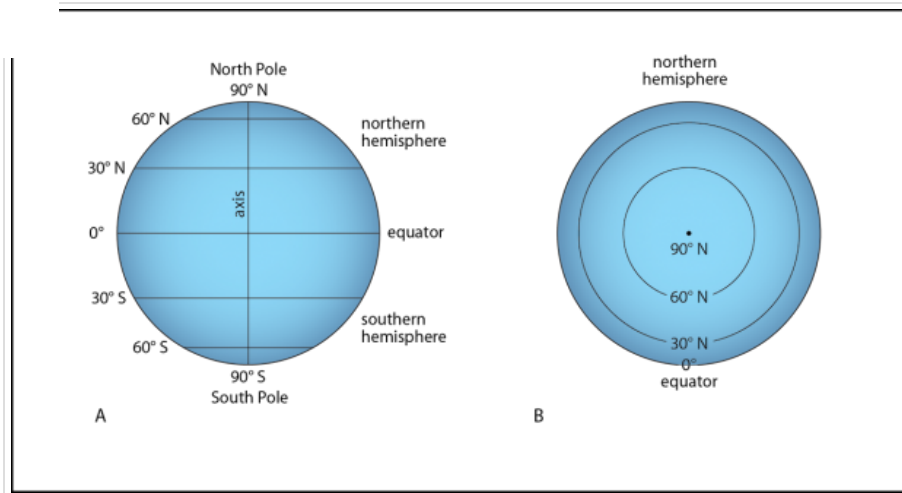 North Pole
90° N
60° N
northern
hemisphere
30° N
axis
0°
equator
30° S
southern
hemisphere
60° S
90° S
South Pole
A
northern
hemisphere
90° N
60° N
30° N
0°
equator
B